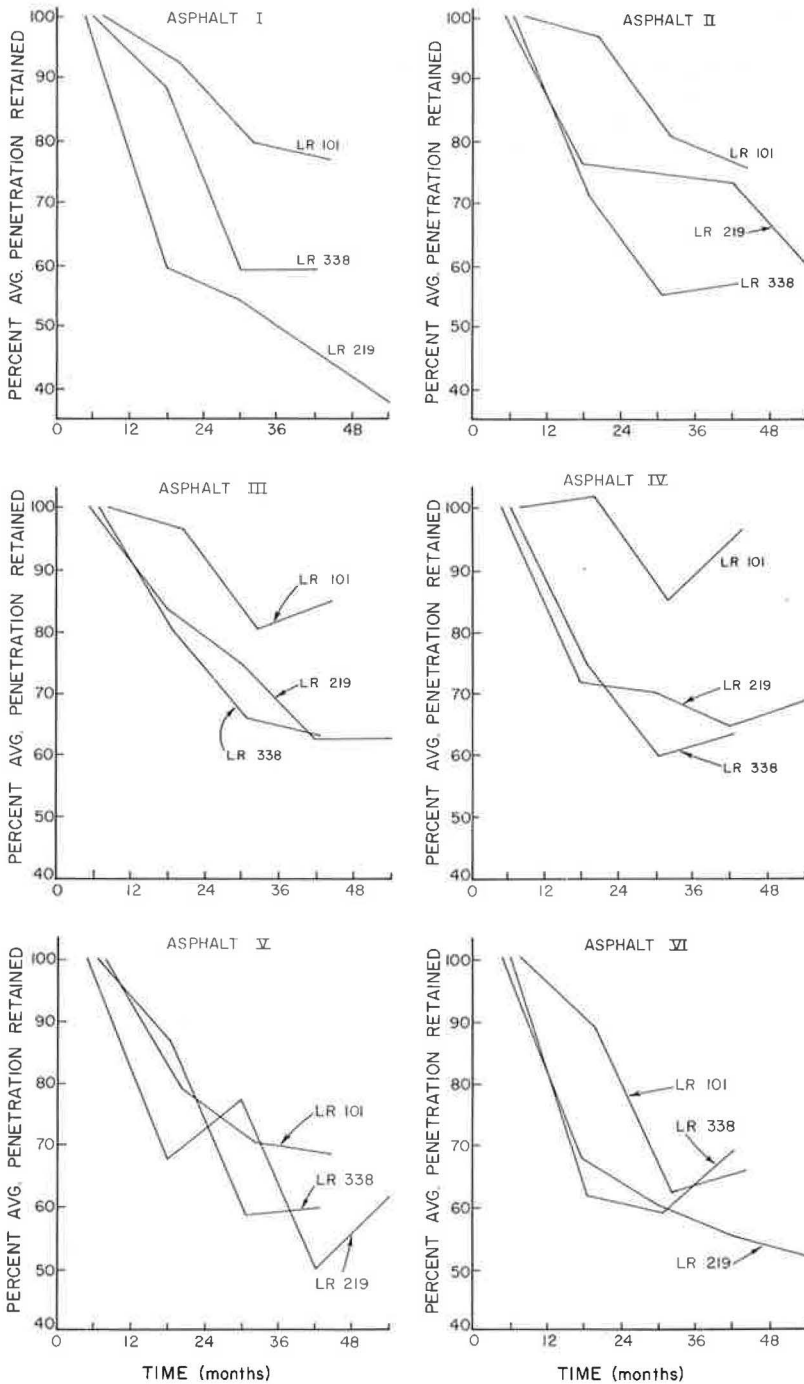 ASPHALT I
PERCENT AVG. PENETRATION RETAINED
100
90
80
70
60
50
40
0 12 24 36 48
LR 101
LR 338
LR 219
ASPHALT II
PERCENT AVG. PENETRATION RETAINED
100
90
80
70
60
50
40
0 12 24 36 48
LR 101
LR 219
LR 338
ASPHALT III
PERCENT AVG. PENETRATION RETAINED
100
90
80
70
60
50
40
0 12 24 36 48
LR 101
LR 219
LR 338
ASPHALT IV
PERCENT AVG. PENETRATION RETAINED
100
90
80
70
60
50
40
0 12 24 36 48
LR 101
LR 219
LR 338
ASPHALT V
PERCENT AVG. PENETRATION RETAINED
100
90
80
70
60
50
40
0 12 24 36 48
LR 101
LR 338
LR 219
TIME (months)
ASPHALT VI
PERCENT AVG. PENETRATION RETAINED
100
90
80
70
60
50
40
0 12 24 36 48
LR 101
LR 338
LR 219
TIME (months)